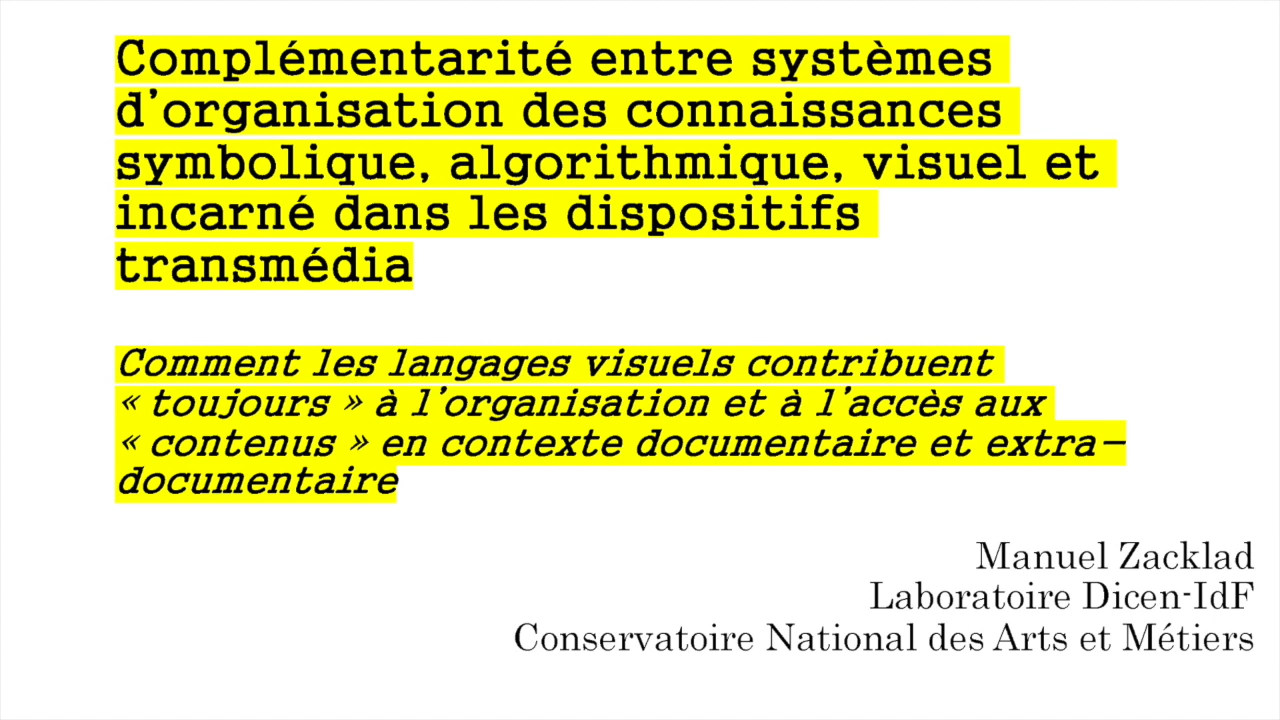 Complémentarité entre systèmes
d’organisation des connaissances
symbolique, algorithmique, visuel et
incarné dans les dispositifs
transmédia
Comment les langages visuels contribuent
« toujours » à l’organisation et à l’accès aux
« contenus » en contexte documentaire et extra-
documentaire
Manuel Zacklad
Laboratoire Dicen-IdF
Conservatoire National des Arts et Métiers